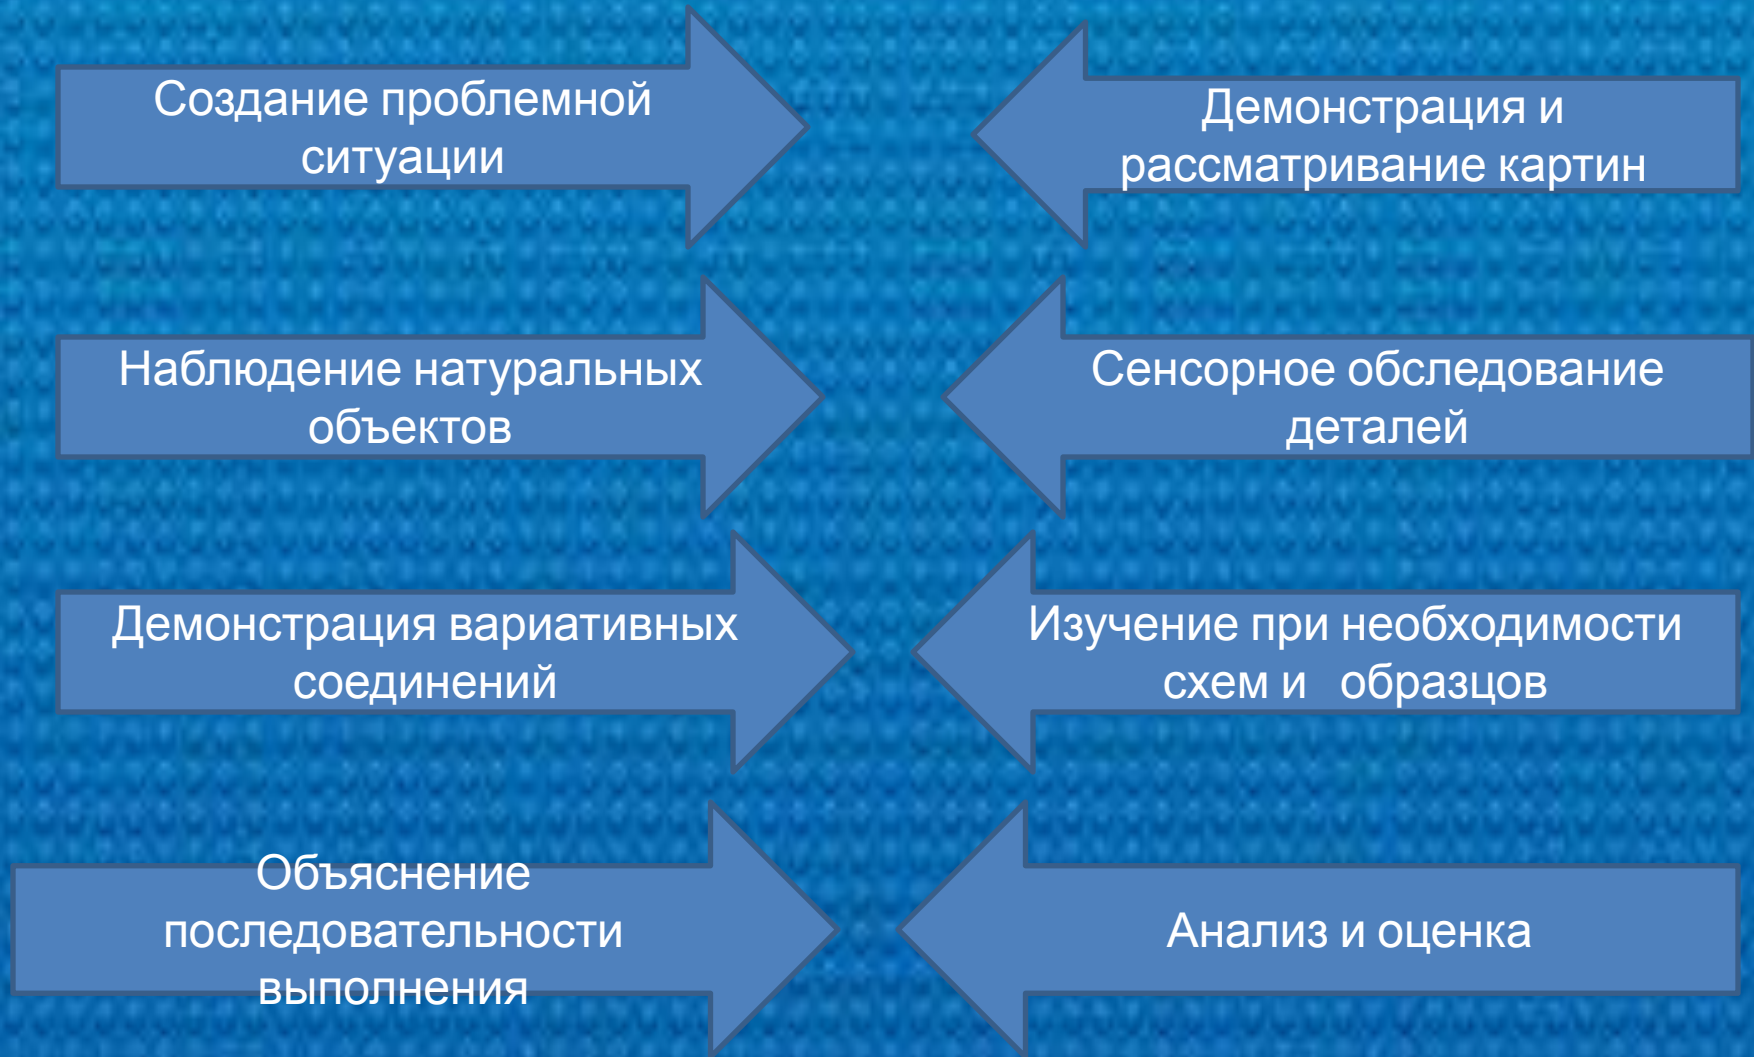 Создание проблемной
ситуации
Демонстрация и
рассматривание картин
Наблюдение натуральных
объектов
Сенсорное обследование
деталей
Демонстрация вариативных
соединений
Изучение при необходимости
схем и образцов
Объяснение
последовательности
выполнения
Анализ и оценка